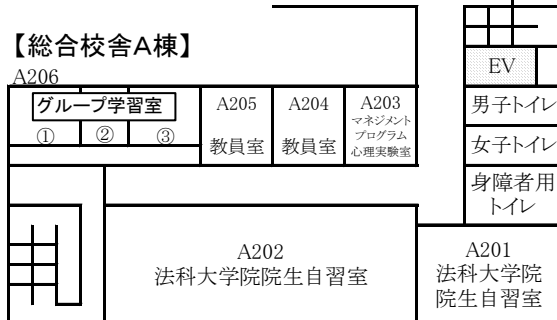 【総合校舎A棟】
A206
グループ学習室
① ② ③
A205
教員室
A204
教員室
A203
マネジメント
プログラム
心理実験室
EV
男子トイレ
女子トイレ
身障者用
トイレ
A202
法科大学院院生自習室
A201
法科大学院
院生自習室